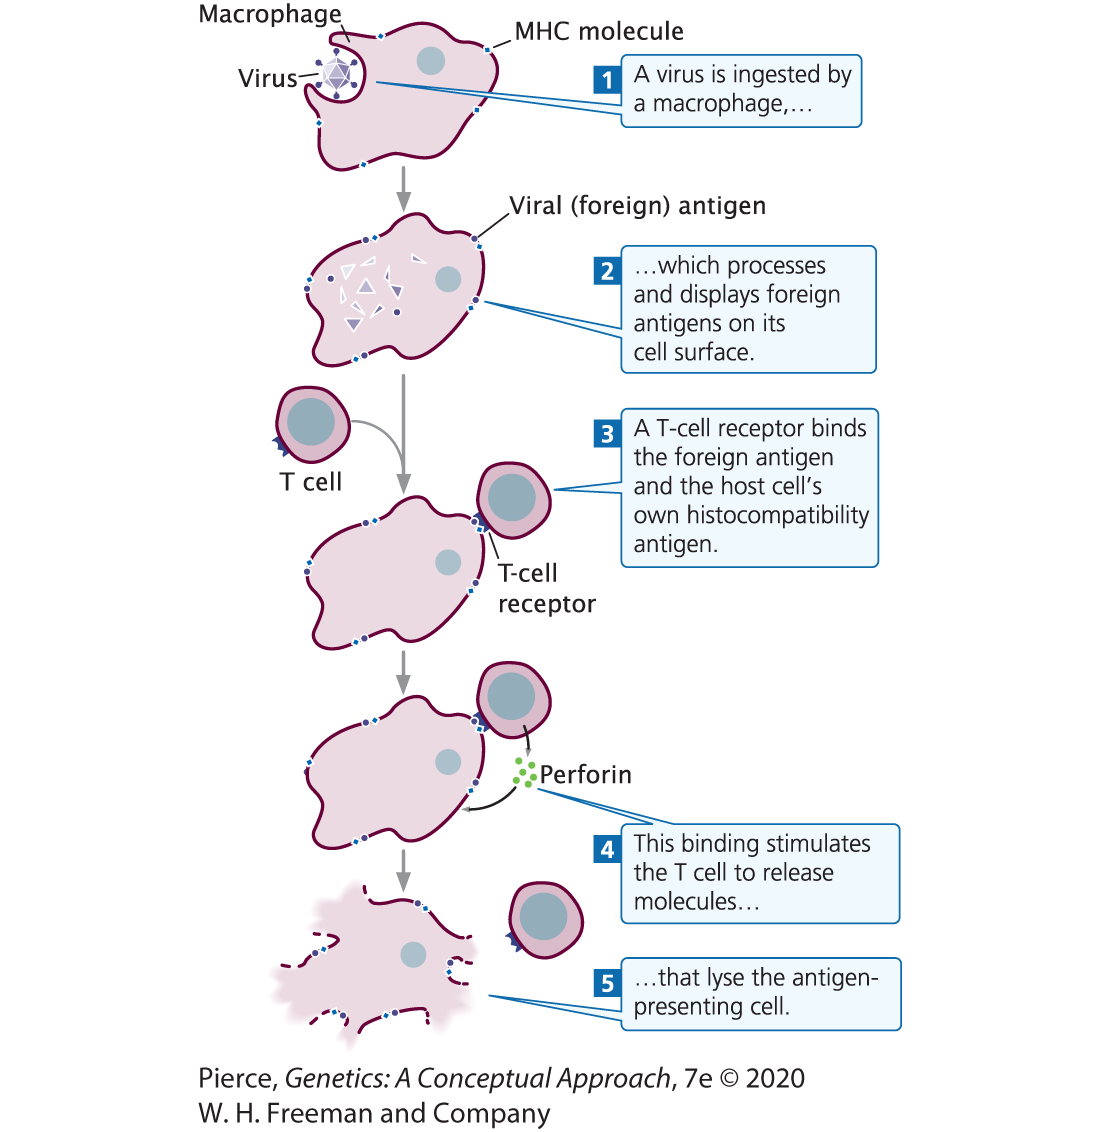 Macrophage
MHC molecule
Virus
1
A virus is ingested by
a macrophage,...
Viral (foreign) antigen
2
...which processes
and displays foreign
antigens on its
cell surface.
T cell
3
A T-cell receptor binds
the foreign antigen
and the host cell's
own histocompatibility
antigen.
T-cell
receptor
Perforin
4
This binding stimulates
the T cell to release
molecules...
5
...that lyse the antigen-
presenting cell.
Pierce, Genetics: A Conceptual Approach, 7e © 2020
W. H. Freeman and Company